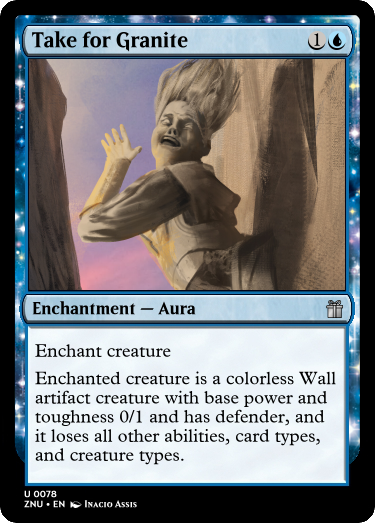 Take for Granite 1
Enchantment — Aura
Enchant creature
Enchanted creature is a colorless Wall
artifact creature with base power and
toughness 0/1 and has defender, and
it loses all other abilities, card types,
and creature types.
U 0078
ZNU • EN Inacio Assis